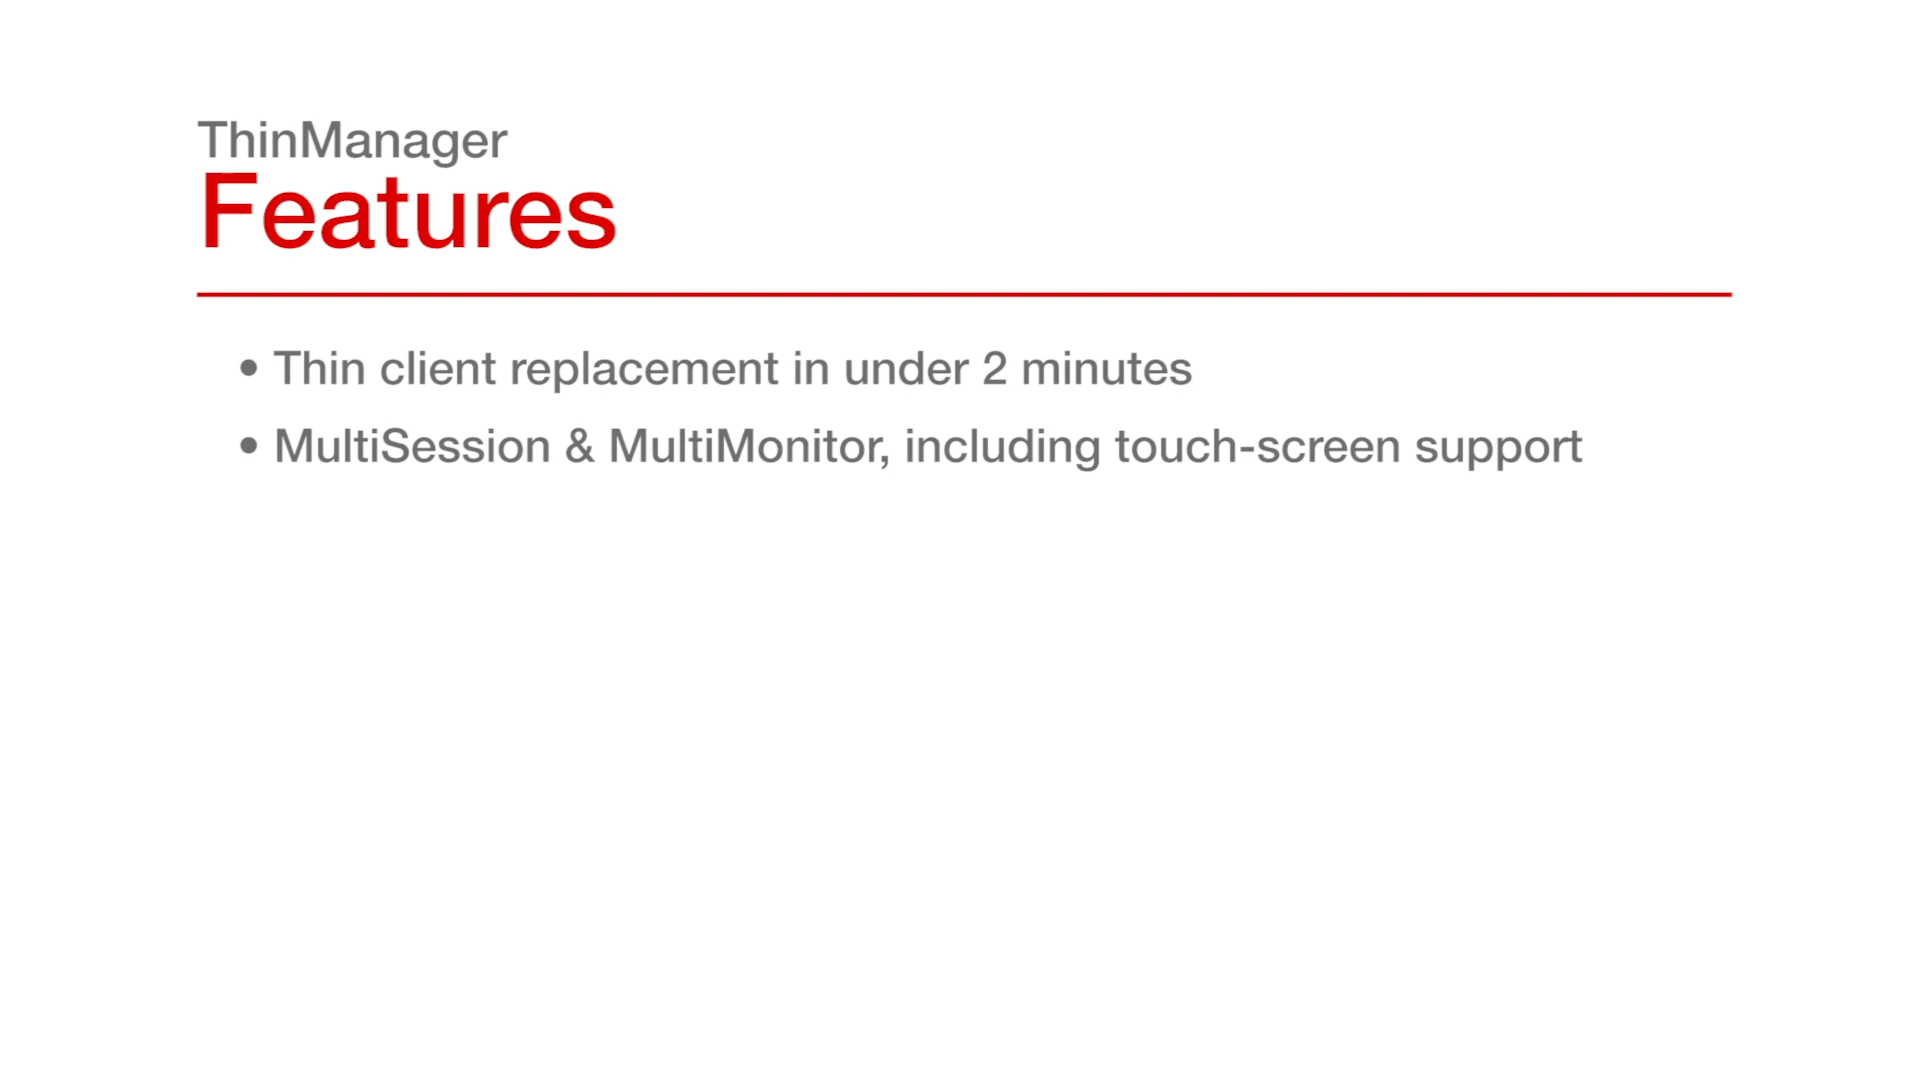 ThinManager
Features
• Thin client replacement in under 2 minutes
• MultiSession & MultiMonitor, including touch-screen support